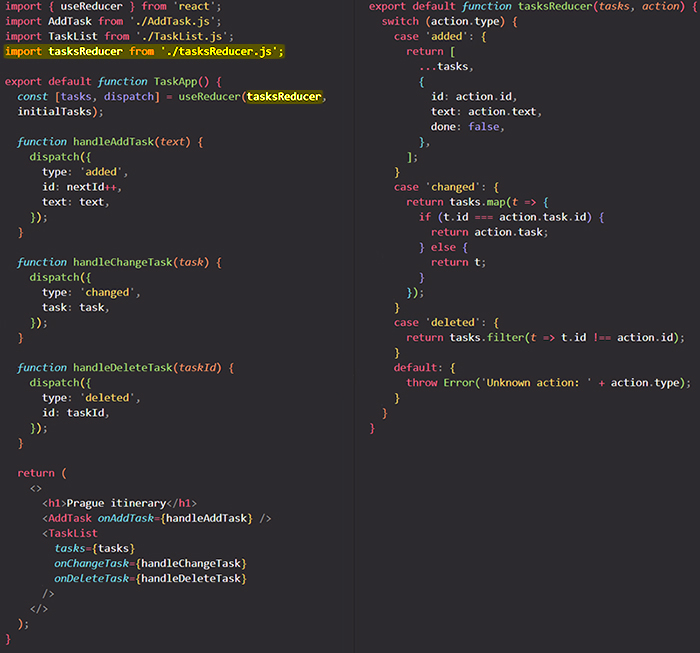 import { useReducer } from 'react';
import AddTask from './AddTask.js';
import TaskList from './TaskList.js';
import tasksReducer from './tasksReducer.js';

export default function TaskApp() {
  const [tasks, dispatch] = useReducer(tasksReducer,
  initialTasks);

  function handleAddTask(text) {
    dispatch({
      type: 'added',
      id: nextId++,
      text: text,
    });
  }

  function handleChangeTask(task) {
    dispatch({
      type: 'changed',
      task: task,
    });
  }

  function handleDeleteTask(taskId) {
    dispatch({
      type: 'deleted',
      id: taskId,
    });
  }

  return (
    <>
      <h1>Prague itinerary</h1>
      <AddTask onAddTask={handleAddTask} />
      <TaskList
        tasks={tasks}
        onChangeTask={handleChangeTask}
        onDeleteTask={handleDeleteTask}
      />
    </>
  );
}
export default function tasksReducer(tasks, action) {
  switch (action.type) {
    case 'added': {
      return [
        ...tasks,
        {
          id: action.id,
          text: action.text,
          done: false,
        },
      ];
    }
    case 'changed': {
      return tasks.map(t => {
        if (t.id === action.task.id) {
          return action.task;
        } else {
          return t;
        }
      });
    }
    case 'deleted': {
      return tasks.filter(t => t.id !== action.id);
    }
    default: {
      throw Error('Unknown action: ' + action.type);
    }
  }
}